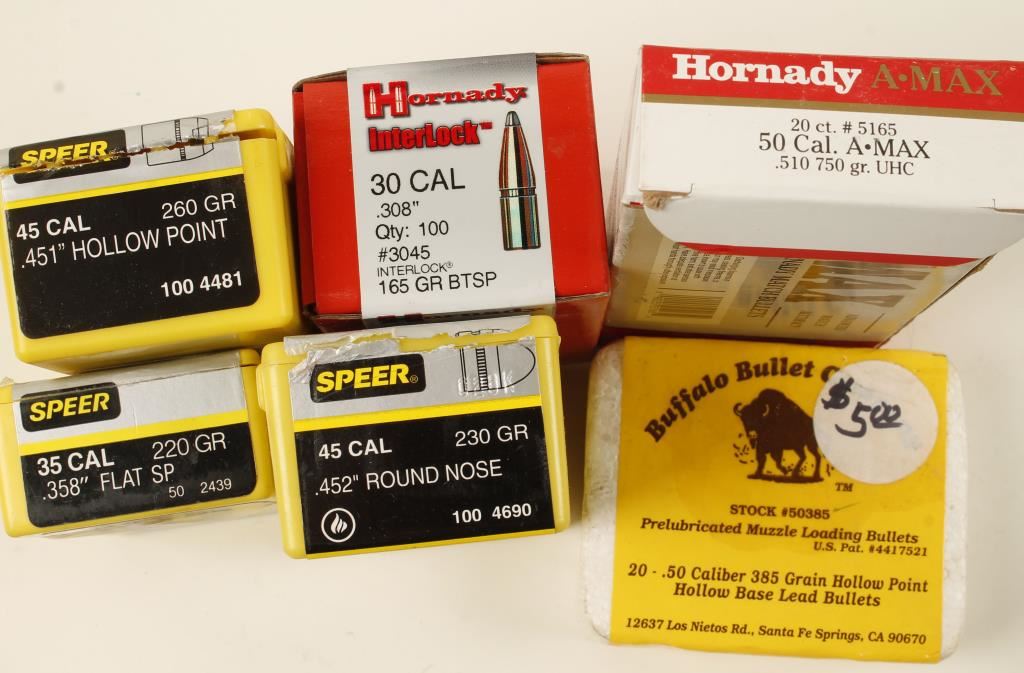 SPEER
45 CAL 260 GR
.451" HOLLOW POINT
100 4481
Hornady
InterLock™
30 CAL
.308"
Qty: 100
#3045
INTERLOCK®
165 GR BTSP
Hornady A•MAX
20 ct. # 5165
50 Cal. A•MAX
.510 750 gr. UHC
MAX
SPEER
35 CAL 220 GR
.358" FLAT SP
50 2439
SPEER®
45 CAL 230 GR
.452" ROUND NOSE
100 4690
Buffalo Bullet
$5.00
TM
STOCK #50385
Prelubricated Muzzle Loading Bullets
U.S. Pat. #4417521
20 - .50 Caliber 385 Grain Hollow Point
Hollow Base Lead Bullets
12637 Los Nietos Rd., Santa Fe Springs, CA 90670